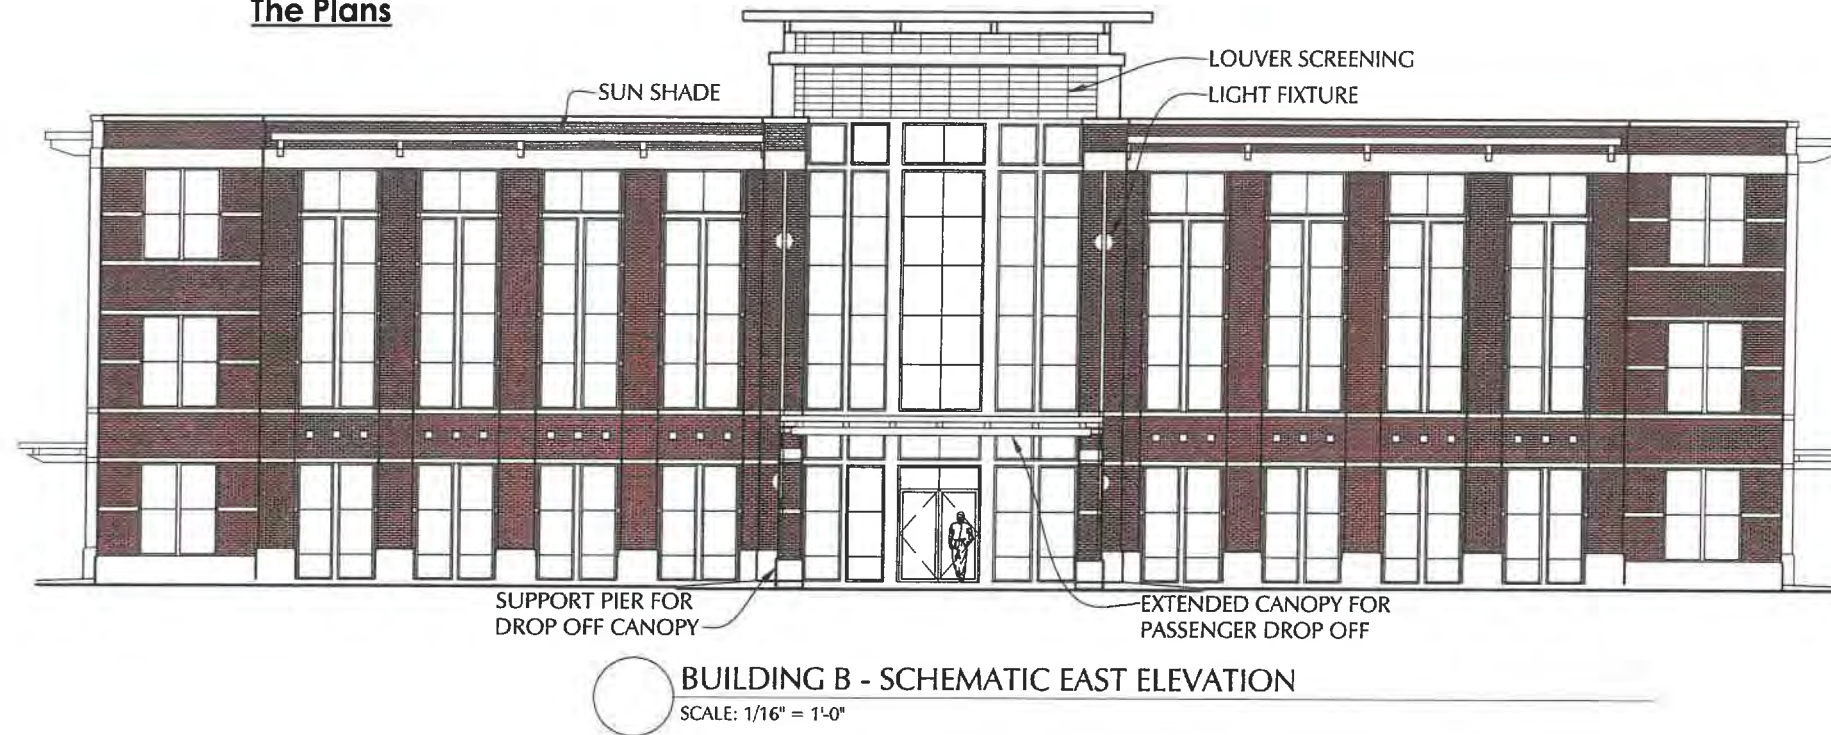 The Plans
LOUVER SCREENING
SUN SHADE
LIGHT FIXTURE
SUPPORT PIER FOR
DROP OFF CANOPY
EXTENDED CANOPY FOR
PASSENGER DROP OFF
BUILDING B - SCHEMATIC EAST ELEVATION
SCALE: 1/16" = 1'-0"